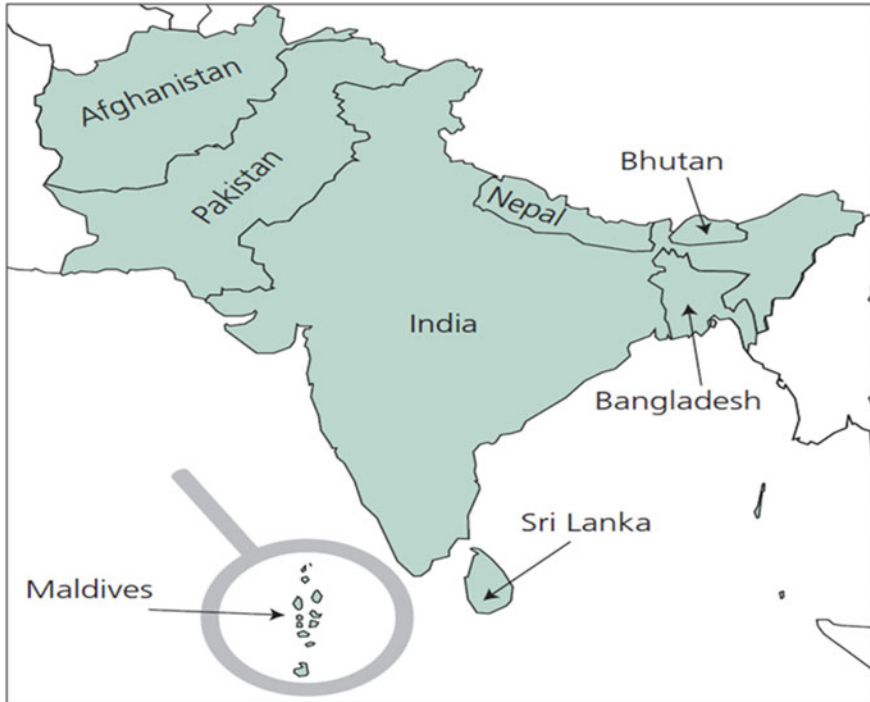 Afghanistan
Pakistan
Nepal
Bhutan
India
Bangladesh
Sri Lanka
Maldives